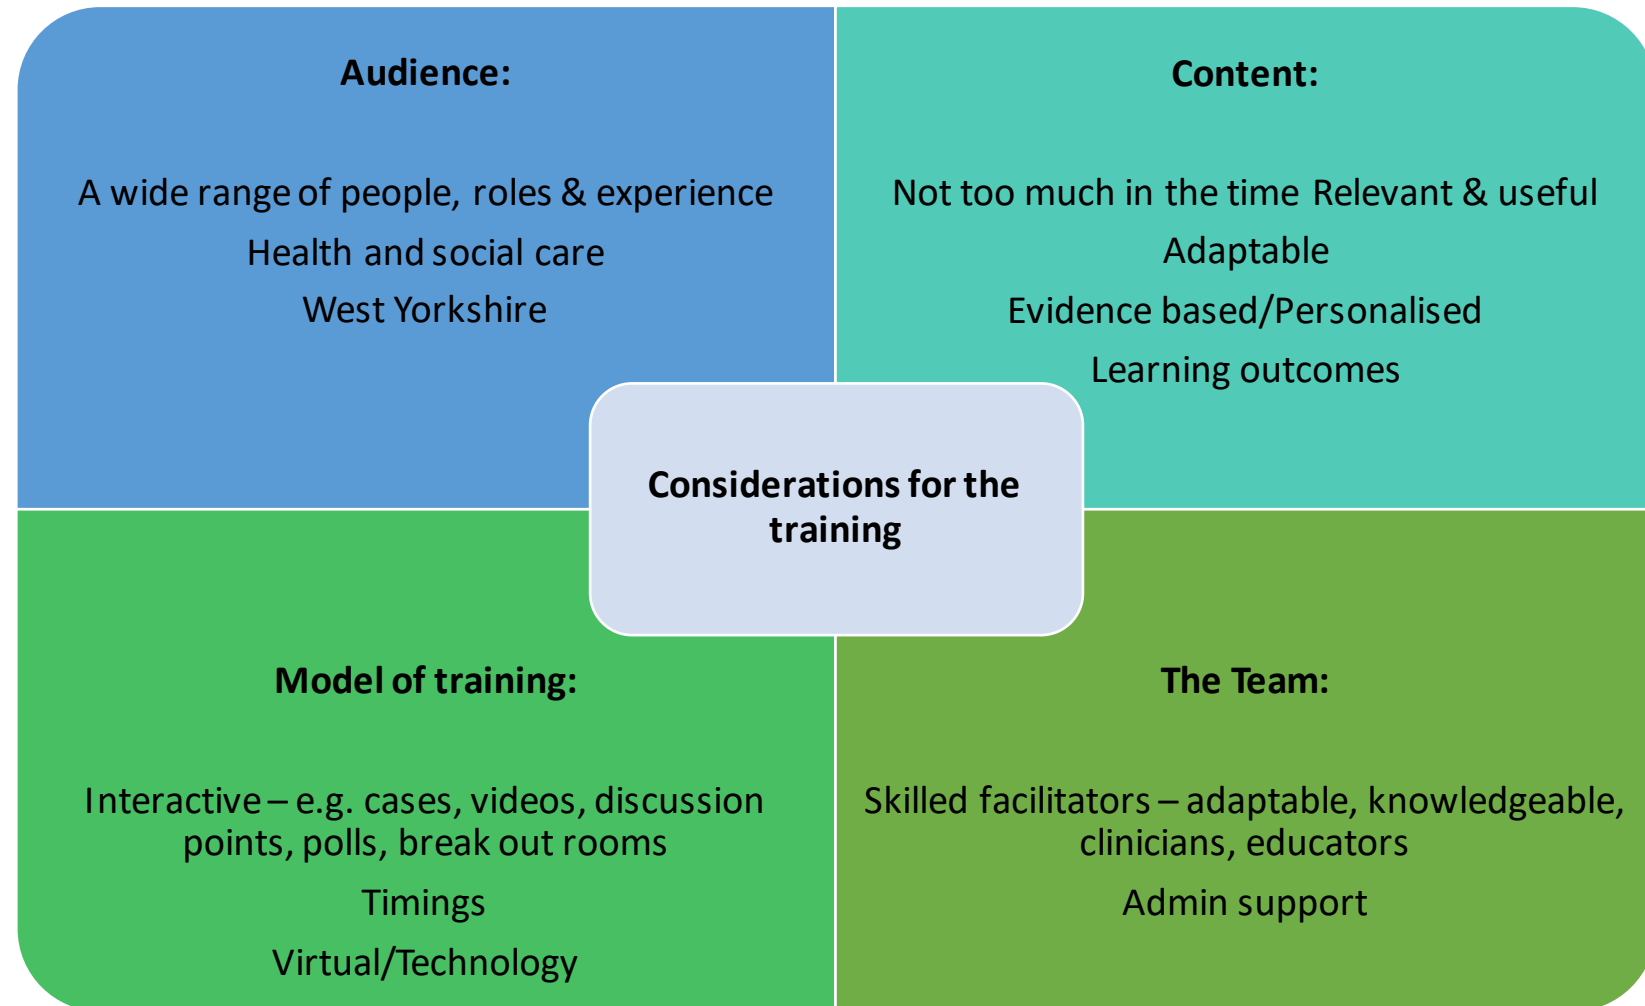 Audience:
A wide range of people, roles & experience
Health and social care
West Yorkshire
Content:
Not too much in the time Relevant & useful
Adaptable
Evidence based/Personalised
Learning outcomes
Considerations for the
training
Model of training:
Interactive – e.g. cases, videos, discussion
points, polls, break out rooms
Timings
Virtual/Technology
The Team:
Skilled facilitators – adaptable, knowledgeable,
clinicians, educators
Admin support